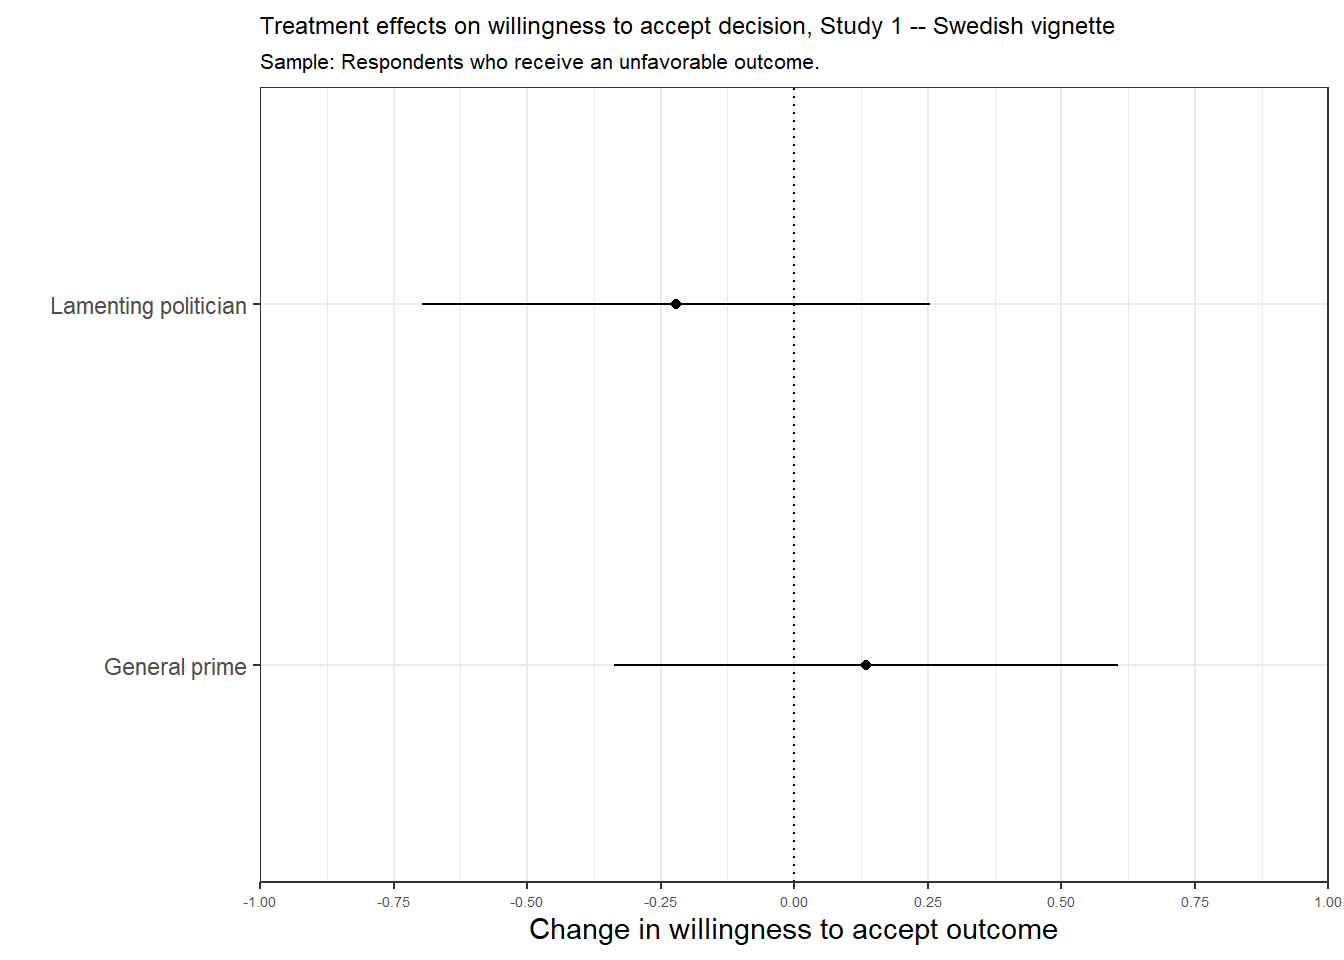 Treatment effects on willingness to accept decision, Study 1 -- Swedish vignette
Sample: Respondents who receive an unfavorable outcome.
Lamenting politician
General prime
-1.00 -0.75 -0.50 -0.25 0.00 0.25 0.50 0.75 1.00
Change in willingness to accept outcome